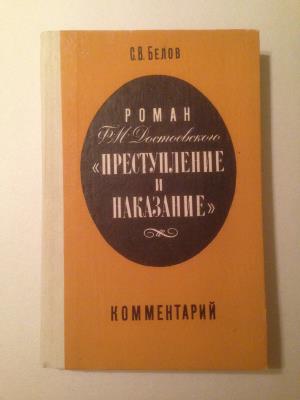 С.В. БЕЛОВ
РОМАН
Ф.М. Достоевского
«ПРЕСТУПЛЕНИЕ
И
НАКАЗАНИЕ»
КОММЕНТАРИЙ